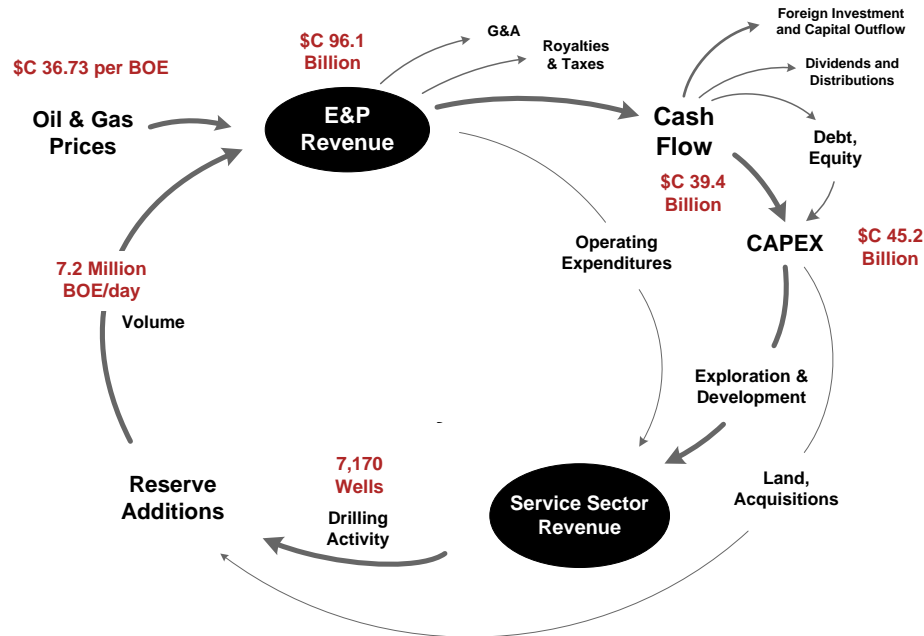 Foreign Investment
and Capital Outflow
G&A
$C 96.1
Billion
Royalties
& Taxes
$C 36.73 per BOE
Dividends and
Distributions
Oil & Gas
Prices
E&P
Revenue
Cash
Flow
Debt,
Equity
$C 39.4
Billion
CAPEX
$C 45.2
Billion
Operating
Expenditures
7.2 Million
BOE/day
Volume
Exploration &
Development
7,170
Wells
Reserve
Additions
Drilling
Activity
Service Sector
Revenue
Land,
Acquisitions